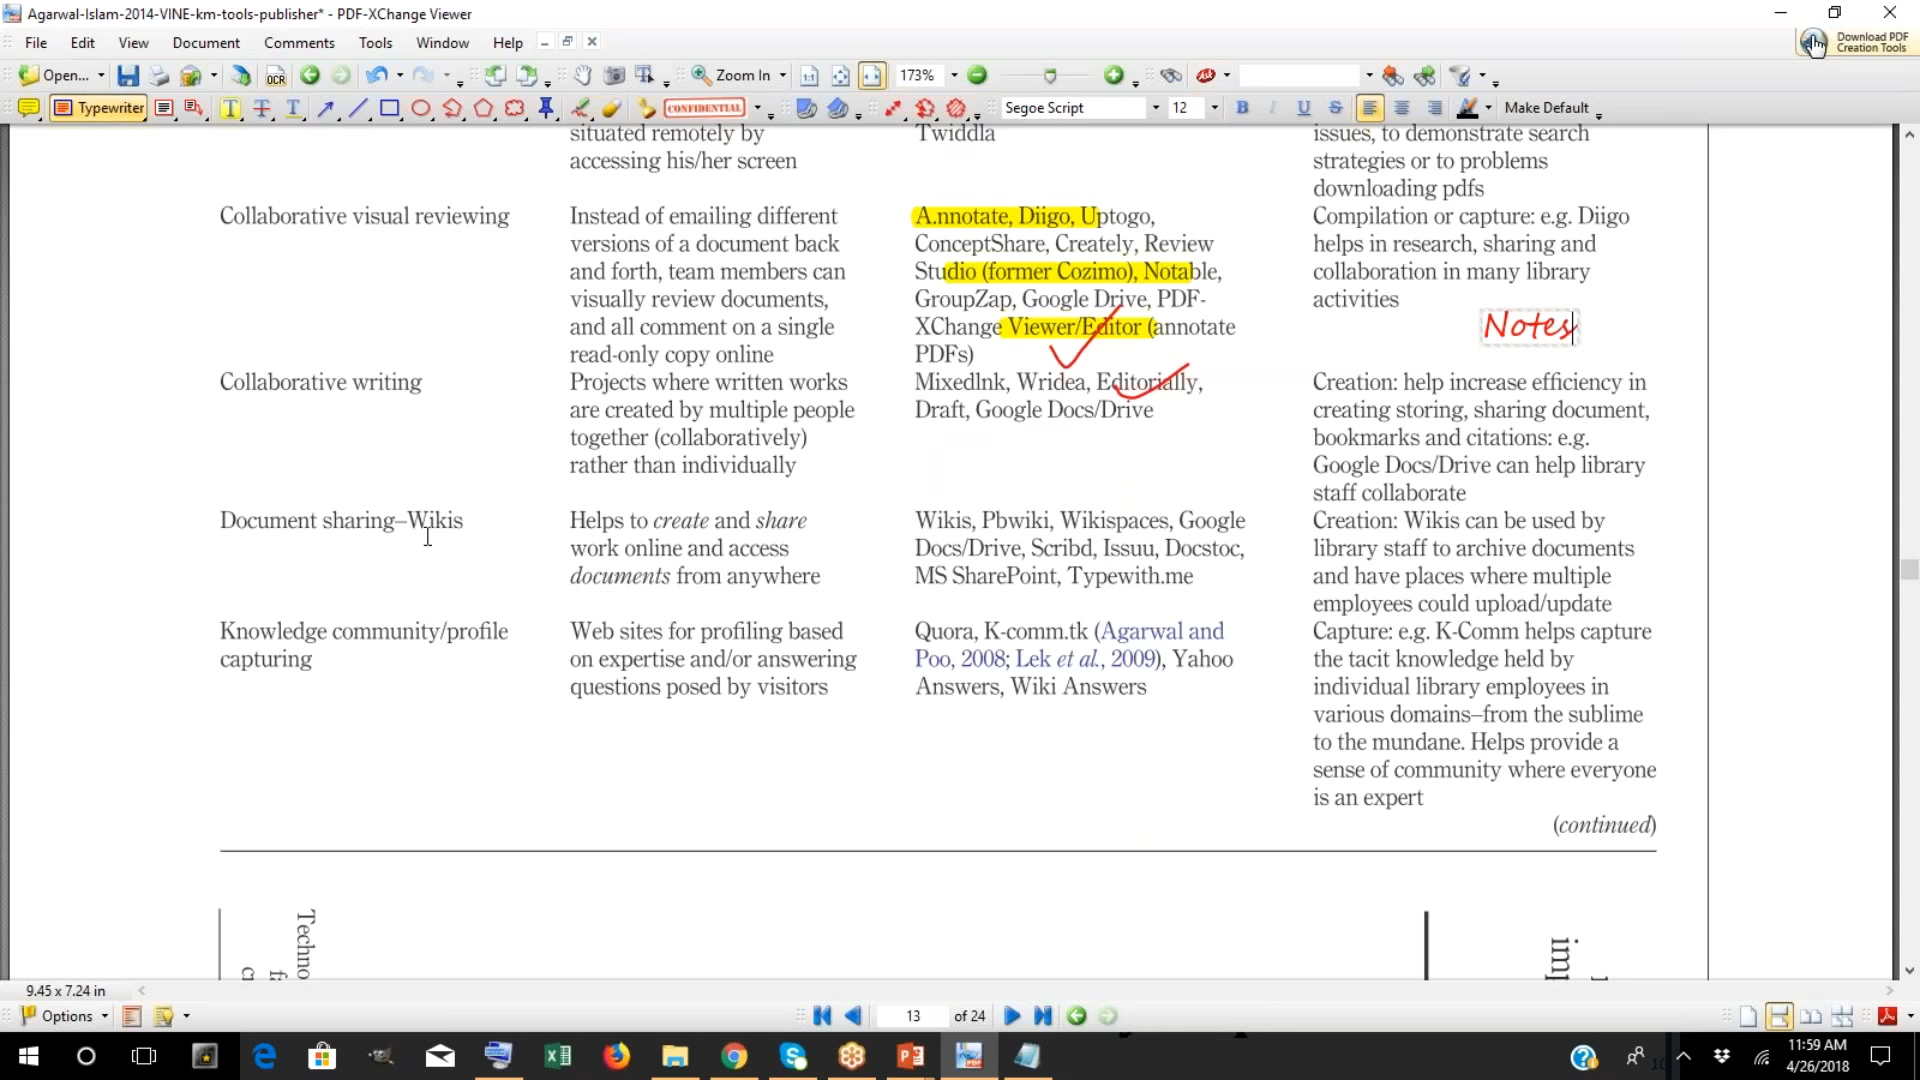 Agarwal-Islam-2014-VINE-km-tools-publisher* - PDF-XChange Viewer
File Edit View Document Comments Tools Window Help
Download PDF
Creation Tools
Open... OCR Zoom In 173%
Typewriter CONFIDENTIAL Segoe Script 12 B I U S Make Default
situated remotely by
accessing his/her screen
Twiddla
issues, to demonstrate search
strategies or to problems
downloading pdfs
Collaborative visual reviewing
Instead of emailing different
versions of a document back
and forth, team members can
visually review documents,
and all comment on a single
read-only copy online
A.nnotate, Diigo, Uptogo,
ConceptShare, Creately, Review
Studio (former Cozimo), Notable,
GroupZap, Google Drive, PDF-
XChange Viewer/Editor (annotate
PDFs)
Compilation or capture: e.g. Diigo
helps in research, sharing and
collaboration in many library
activities
Notes
Collaborative writing
Projects where written works
are created by multiple people
together (collaboratively)
rather than individually
Mixedlnk, Wridea, Editorially,
Draft, Google Docs/Drive
Creation: help increase efficiency in
creating storing, sharing document,
bookmarks and citations: e.g.
Google Docs/Drive can help library
staff collaborate
Document sharing–Wikis
Helps to create and share
work online and access
documents from anywhere
Wikis, Pbwiki, Wikispaces, Google
Docs/Drive, Scribd, Issuu, Docstoc,
MS SharePoint, Typewith.me
Creation: Wikis can be used by
library staff to archive documents
and have places where multiple
employees could upload/update
Knowledge community/profile
capturing
Web sites for profiling based
on expertise and/or answering
questions posed by visitors
Quora, K-comm.tk (Agarwal and
Poo, 2008; Lek et al., 2009), Yahoo
Answers, Wiki Answers
Capture: e.g. K-Comm helps capture
the tacit knowledge held by
individual library employees in
various domains–from the sublime
to the mundane. Helps provide a
sense of community where everyone
is an expert
(continued)
Techno
imp
9.45 x 7.24 in
Options 13 of 24
11:59 AM
4/26/2018